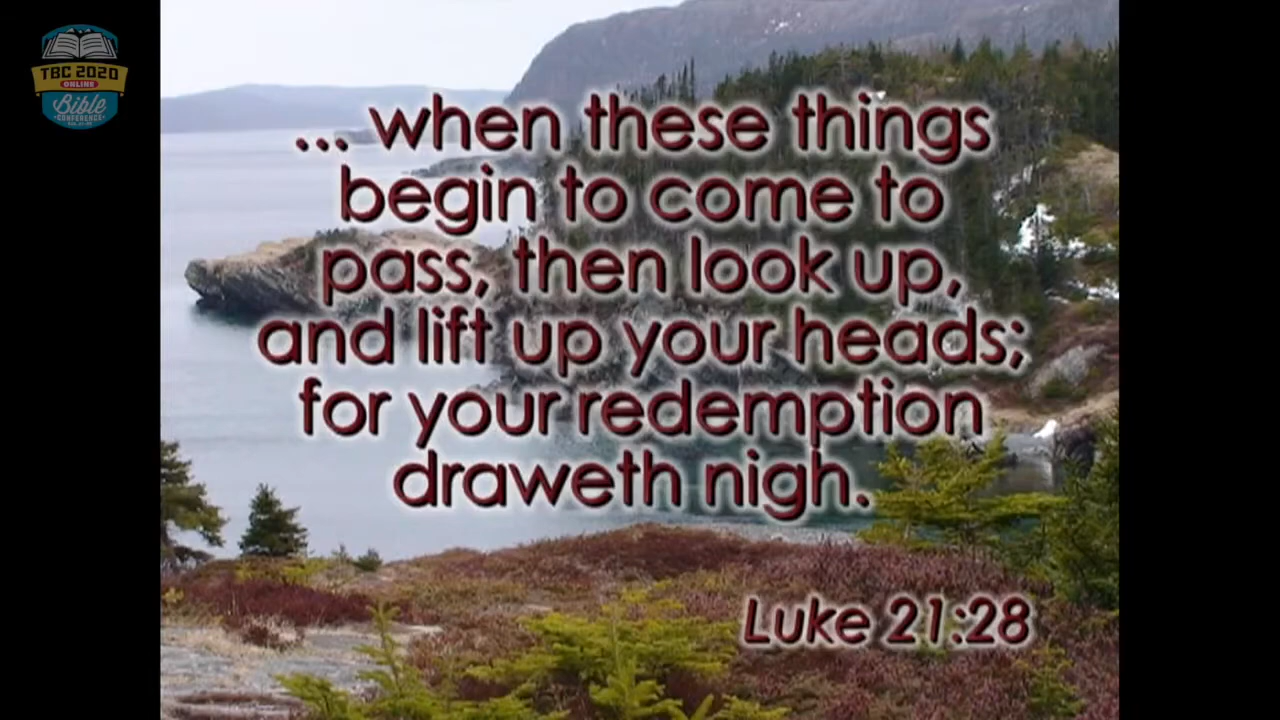 TBC 2020
ONLINE
Bible
CONFERENCE
... when these things
begin to come to
pass, then look up,
and lift up your heads;
for your redemption
draweth nigh.
Luke 21:28